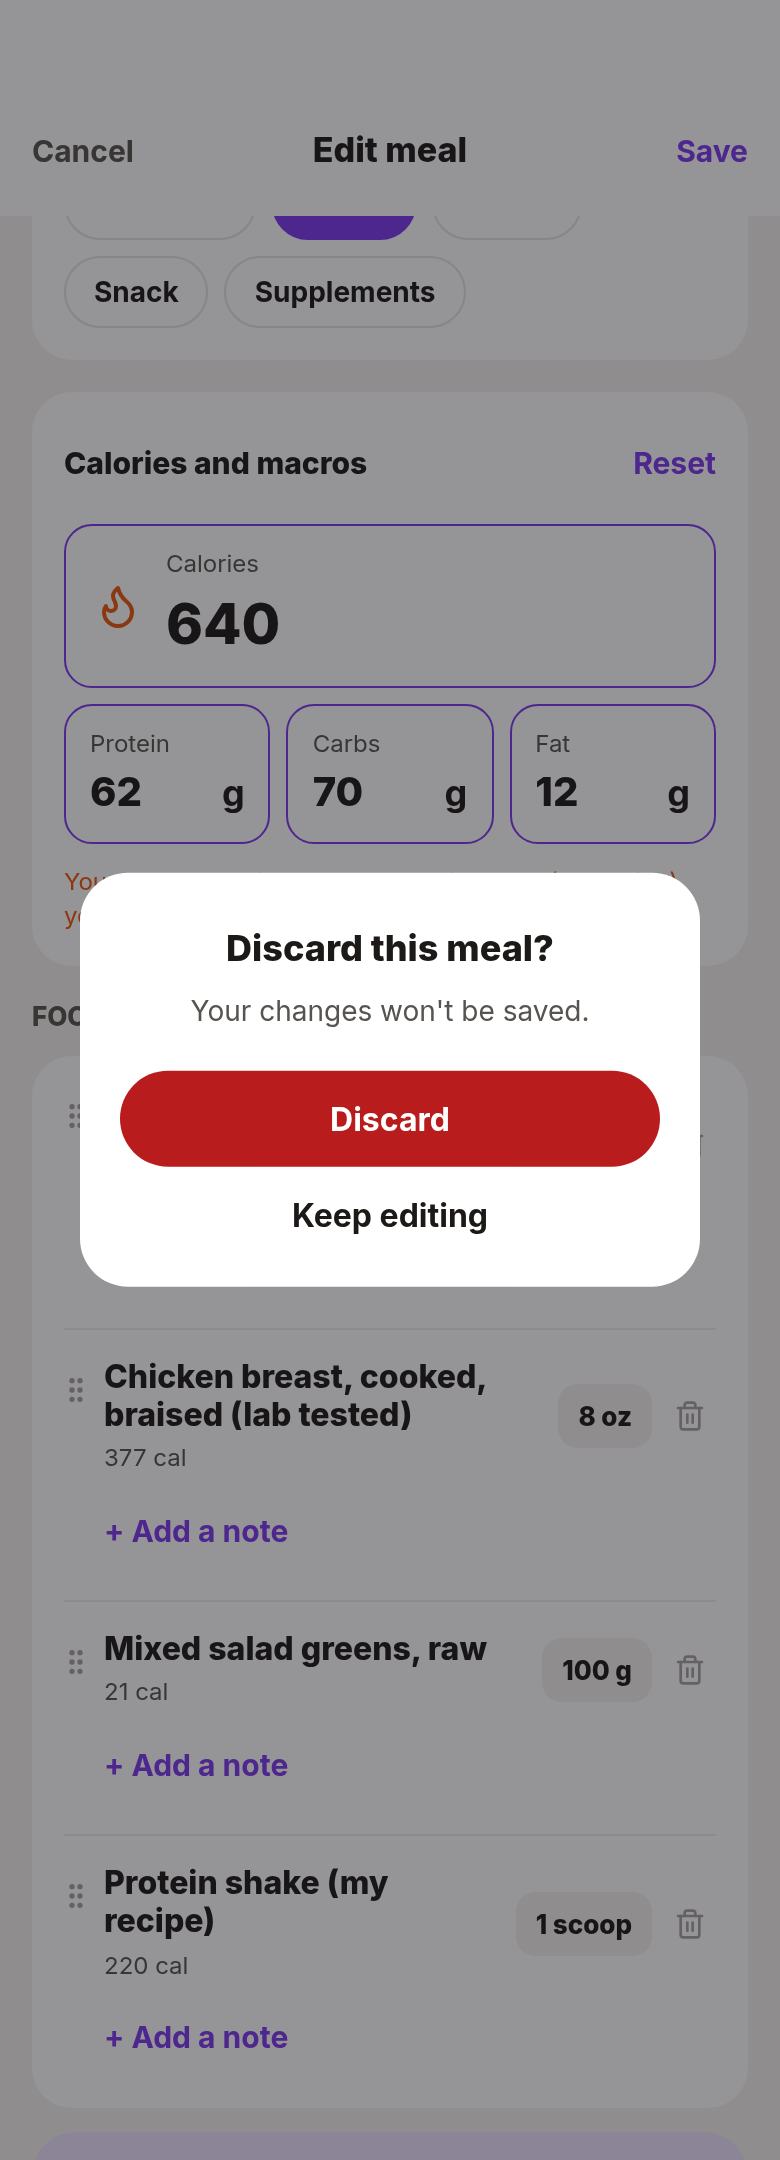 Cancel
Edit meal
Save
Snack
Supplements
Calories and macros
Reset
Calories
640
Protein
62 g
Carbs
70 g
Fat
12 g
Discard this meal?
Your changes won't be saved.
Discard
Keep editing
Chicken breast, cooked,
braised (lab tested)
377 cal
8 oz
+ Add a note
Mixed salad greens, raw
21 cal
100 g
+ Add a note
Protein shake (my
recipe)
220 cal
1 scoop
+ Add a note